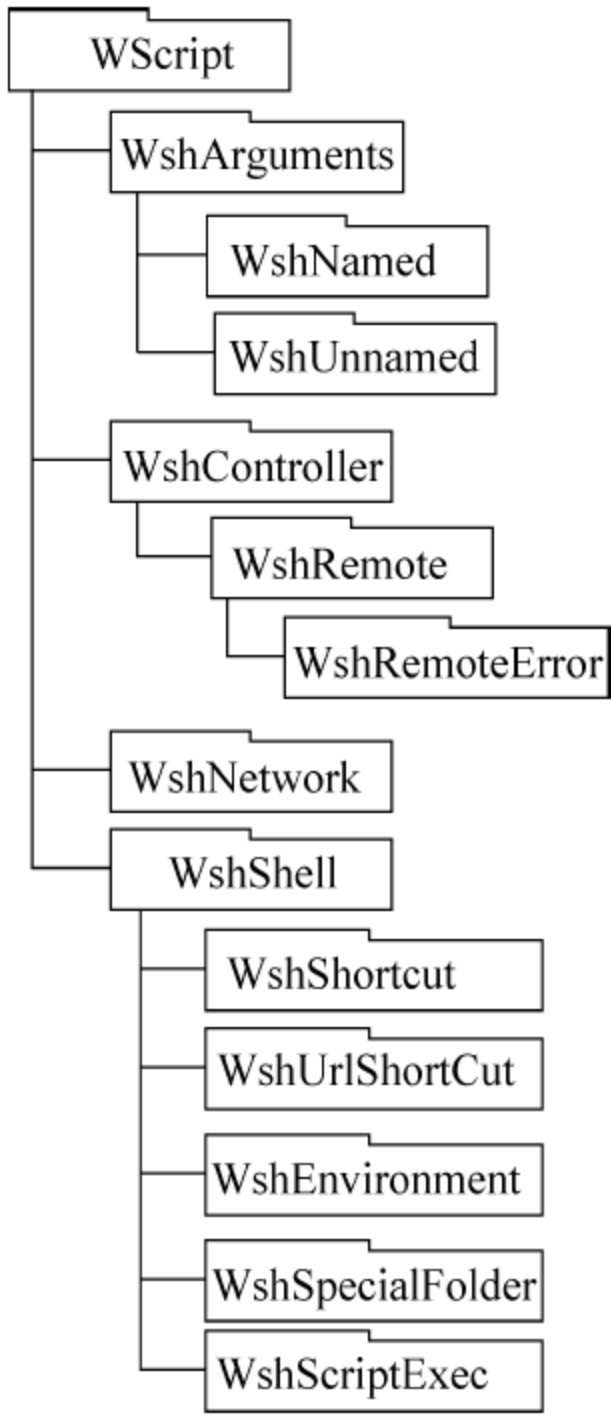 WScript
WshArguments
WshNamed
WshUnnamed
WshController
WshRemote
WshRemoteError
WshNetwork
WshShell
WshShortcut
WshUrlShortCut
WshEnvironment
WshSpecialFolder
WshScriptExec